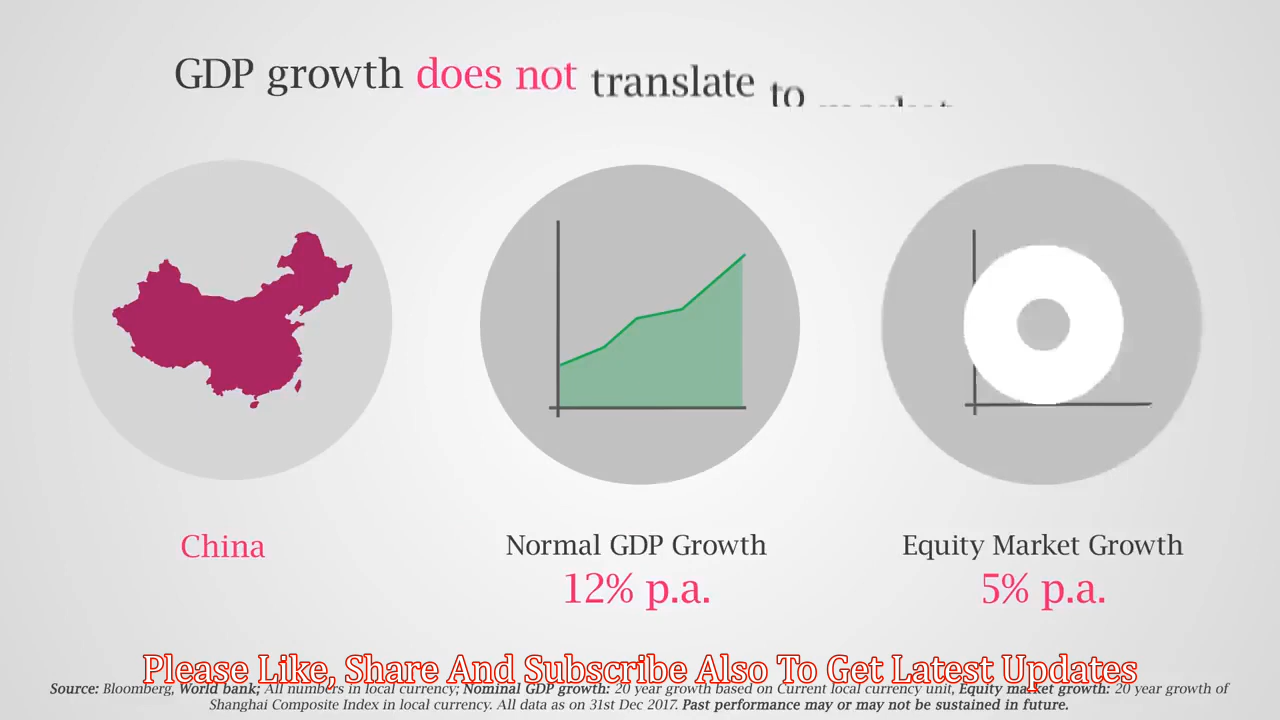 GDP growth does not translate to market
China
Normal GDP Growth
12% p.a.
Equity Market Growth
5% p.a.
Please Like, Share And Subscribe Also To Get Latest Updates
Source: Bloomberg, World bank; All numbers in local currency; Nominal GDP growth: 20 year growth based on Current local currency unit, Equity market growth: 20 year growth of
Shanghai Composite Index in local currency. All data as on 31st Dec 2017. Past performance may or may not be sustained in future.